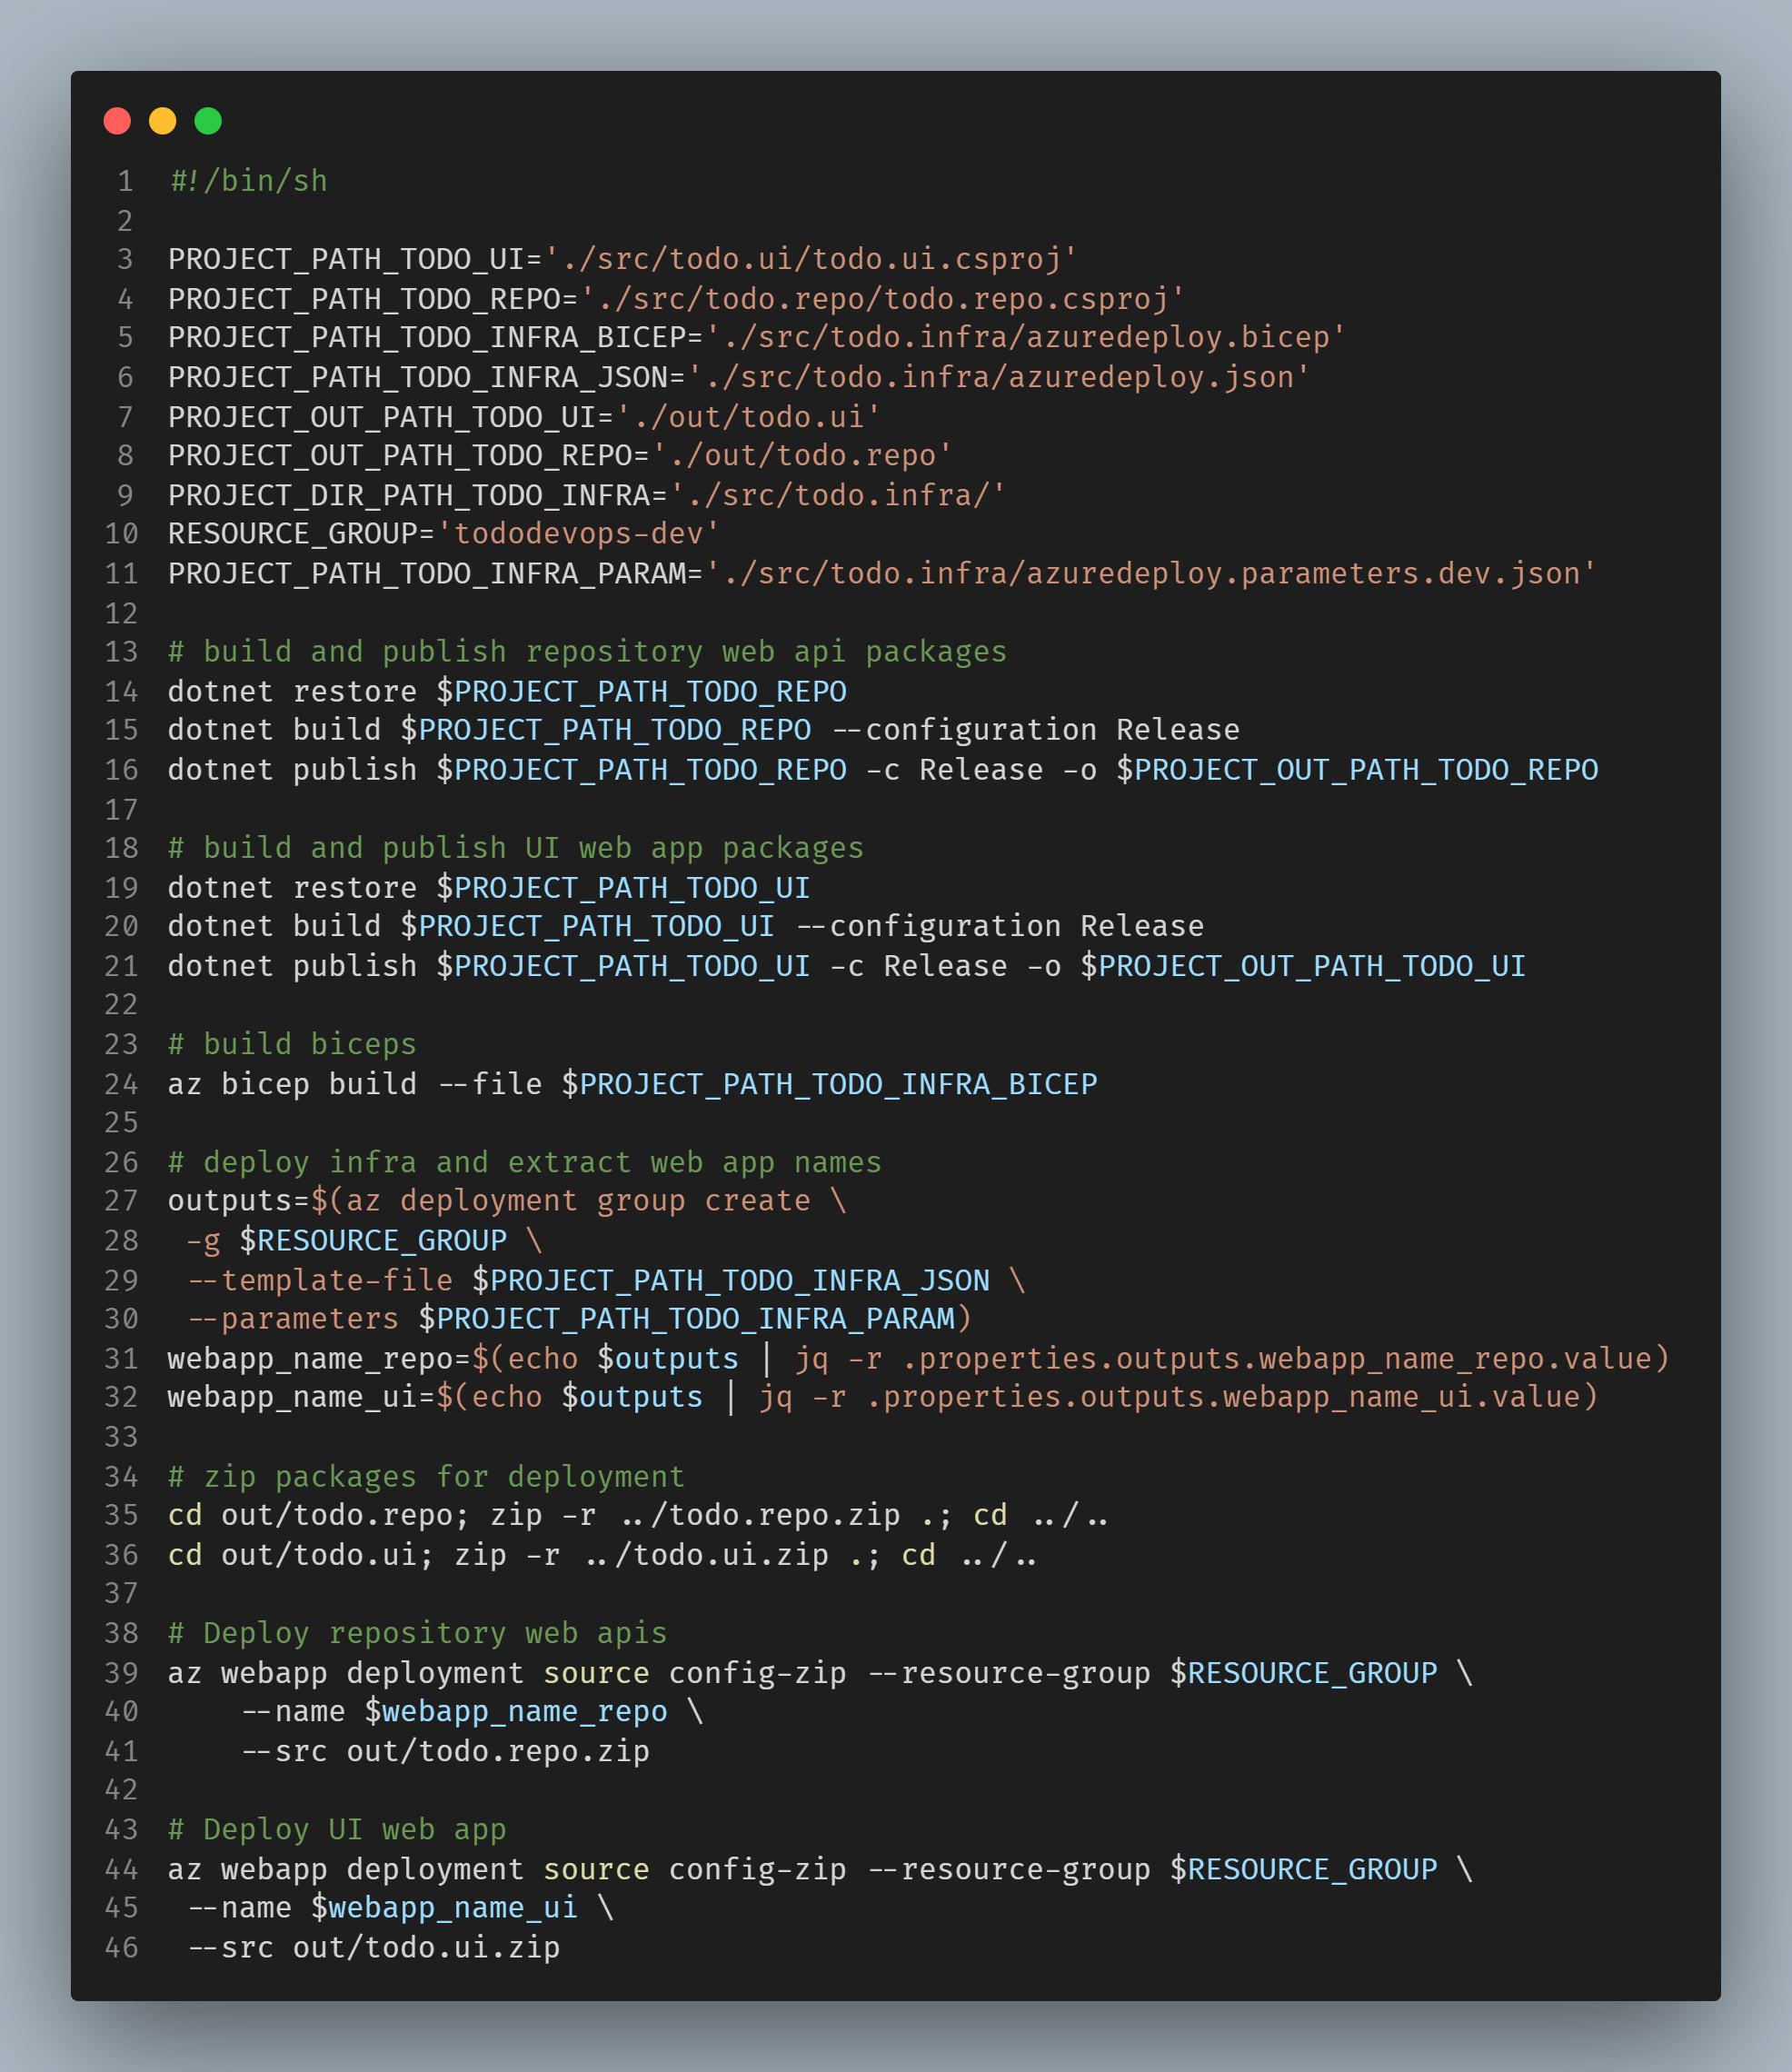 1 #!/bin/sh
2
3 PROJECT_PATH_TODO_UI='./src/todo.ui/todo.ui.csproj'
4 PROJECT_PATH_TODO_REPO='./src/todo.repo/todo.repo.csproj'
5 PROJECT_PATH_TODO_INFRA_BICEP='./src/todo.infra/azuredeploy.bicep'
6 PROJECT_PATH_TODO_INFRA_JSON='./src/todo.infra/azuredeploy.json'
7 PROJECT_OUT_PATH_TODO_UI='./out/todo.ui'
8 PROJECT_OUT_PATH_TODO_REPO='./out/todo.repo'
9 PROJECT_DIR_PATH_TODO_INFRA='./src/todo.infra/'
10 RESOURCE_GROUP='tododevops-dev'
11 PROJECT_PATH_TODO_INFRA_PARAM='./src/todo.infra/azuredeploy.parameters.dev.json'
12
13 # build and publish repository web api packages
14 dotnet restore $PROJECT_PATH_TODO_REPO
15 dotnet build $PROJECT_PATH_TODO_REPO --configuration Release
16 dotnet publish $PROJECT_PATH_TODO_REPO -c Release -o $PROJECT_OUT_PATH_TODO_REPO
17
18 # build and publish UI web app packages
19 dotnet restore $PROJECT_PATH_TODO_UI
20 dotnet build $PROJECT_PATH_TODO_UI --configuration Release
21 dotnet publish $PROJECT_PATH_TODO_UI -c Release -o $PROJECT_OUT_PATH_TODO_UI
22
23 # build biceps
24 az bicep build --file $PROJECT_PATH_TODO_INFRA_BICEP
25
26 # deploy infra and extract web app names
27 outputs=$(az deployment group create \
28  -g $RESOURCE_GROUP \
29  --template-file $PROJECT_PATH_TODO_INFRA_JSON \
30  --parameters $PROJECT_PATH_TODO_INFRA_PARAM)
31 webapp_name_repo=$(echo $outputs | jq -r .properties.outputs.webapp_name_repo.value)
32 webapp_name_ui=$(echo $outputs | jq -r .properties.outputs.webapp_name_ui.value)
33
34 # zip packages for deployment
35 cd out/todo.repo; zip -r ../todo.repo.zip .; cd ../..
36 cd out/todo.ui; zip -r ../todo.ui.zip .; cd ../..
37
38 # Deploy repository web apis
39 az webapp deployment source config-zip --resource-group $RESOURCE_GROUP \
40     --name $webapp_name_repo \
41     --src out/todo.repo.zip
42
43 # Deploy UI web app
44 az webapp deployment source config-zip --resource-group $RESOURCE_GROUP \
45  --name $webapp_name_ui \
46  --src out/todo.ui.zip